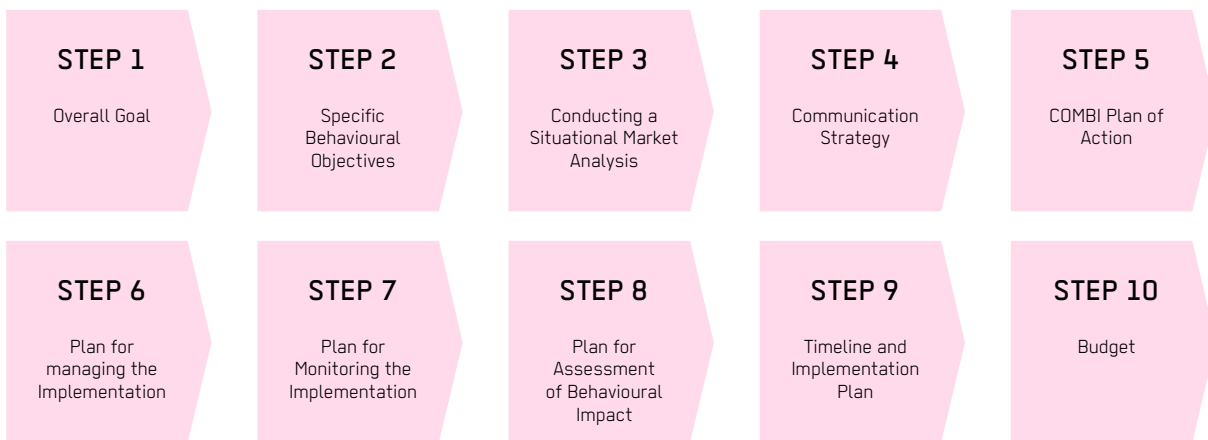 STEP 1
Overall Goal
STEP 2
Specific
Behavioural
Objectives
STEP 3
Conducting a
Situational Market
Analysis
STEP 4
Communication
Strategy
STEP 5
COMBI Plan of
Action
STEP 6
Plan for
managing the
Implementation
STEP 7
Plan for
Monitoring the
Implementation
STEP 8
Plan for
Assessment
of Behavioural
Impact
STEP 9
Timeline and
Implementation
Plan
STEP 10
Budget